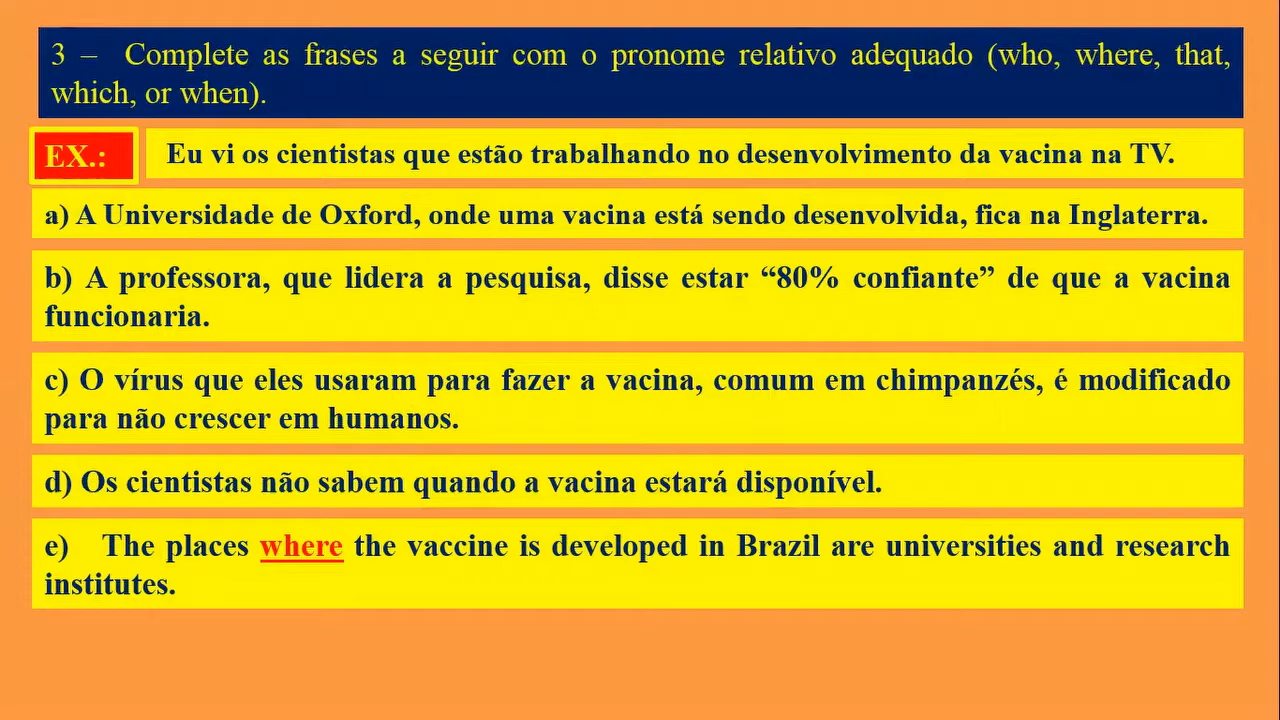 3 – Complete as frases a seguir com o pronome relativo adequado (who, where, that,
which, or when).
EX.: Eu vi os cientistas que estão trabalhando no desenvolvimento da vacina na TV.
a) A Universidade de Oxford, onde uma vacina está sendo desenvolvida, fica na Inglaterra.
b) A professora, que lidera a pesquisa, disse estar “80% confiante” de que a vacina
funcionaria.
c) O vírus que eles usaram para fazer a vacina, comum em chimpanzés, é modificado
para não crescer em humanos.
d) Os cientistas não sabem quando a vacina estará disponível.
e) The places where the vaccine is developed in Brazil are universities and research
institutes.